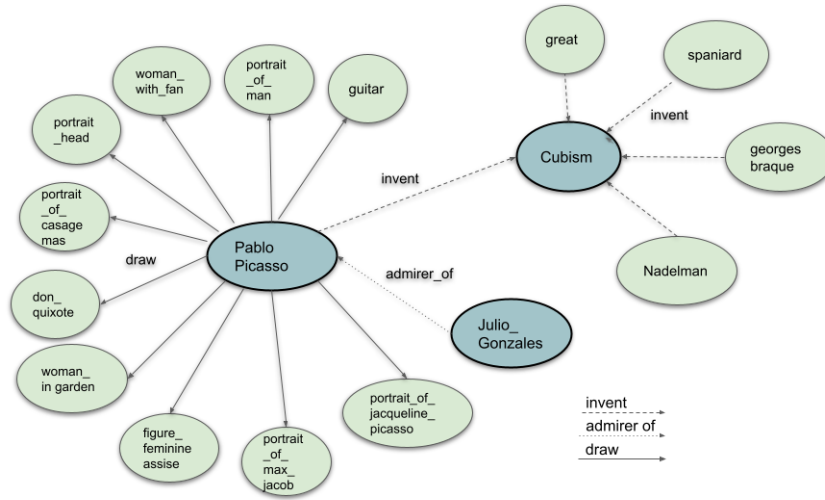 great
spaniard
woman_
with_fan
portrait
_of_
man
guitar
portrait
_head
invent
georges
braque
Cubism
invent
portrait
_of_
casage
mas
Pablo
Picasso
draw
admirer_of
Nadelman
don_
quixote
Julio_
Gonzales
woman_
in garden
portrait_of_
jacqueline_
picasso
figure_
feminine
assise
portrait
_of_
max_
jacob
invent
admirer of
draw